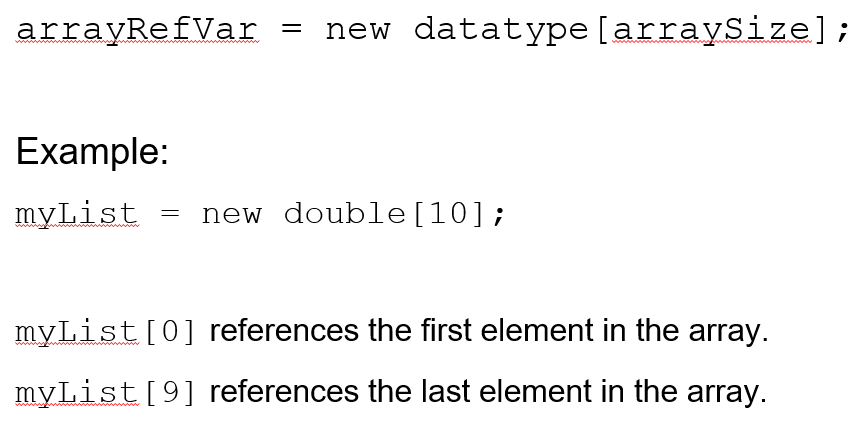 arrayRefVar = new datatype[arraySize];
Example:
myList = new double[10];
myList[0] references the first element in the array.
myList[9] references the last element in the array.